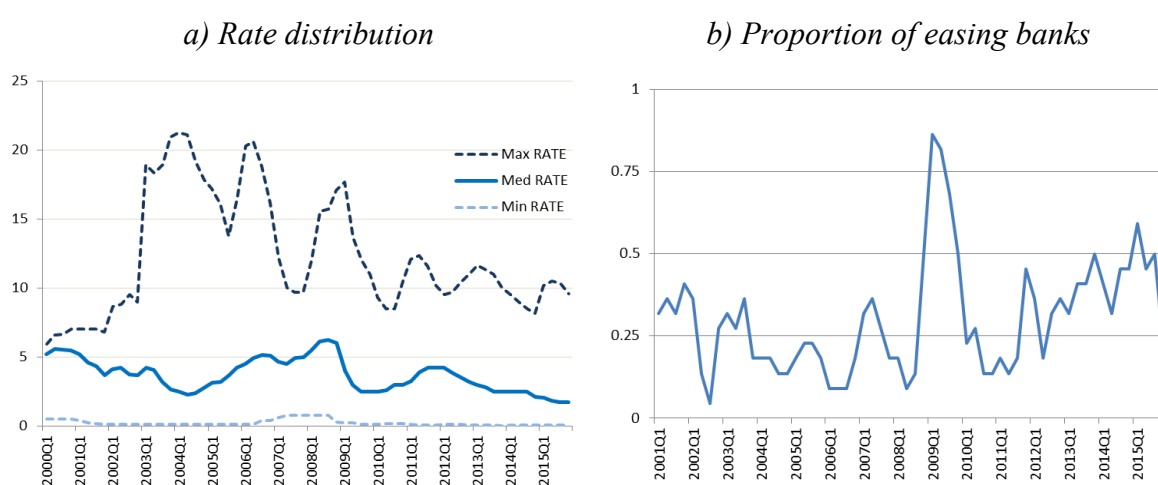 a) Rate distribution
25
20
15
10
5
0
Max RATE
Med RATE
Min RATE
2000Q1
2001Q1
2002Q1
2003Q1
2004Q1
2005Q1
2006Q1
2007Q1
2008Q1
2009Q1
2010Q1
2011Q1
2012Q1
2013Q1
2014Q1
2015Q1
b) Proportion of easing banks
1
0.75
0.5
0.25
0
2001Q1
2002Q1
2003Q1
2004Q1
2005Q1
2006Q1
2007Q1
2008Q1
2009Q1
2010Q1
2011Q1
2012Q1
2013Q1
2014Q1
2015Q1